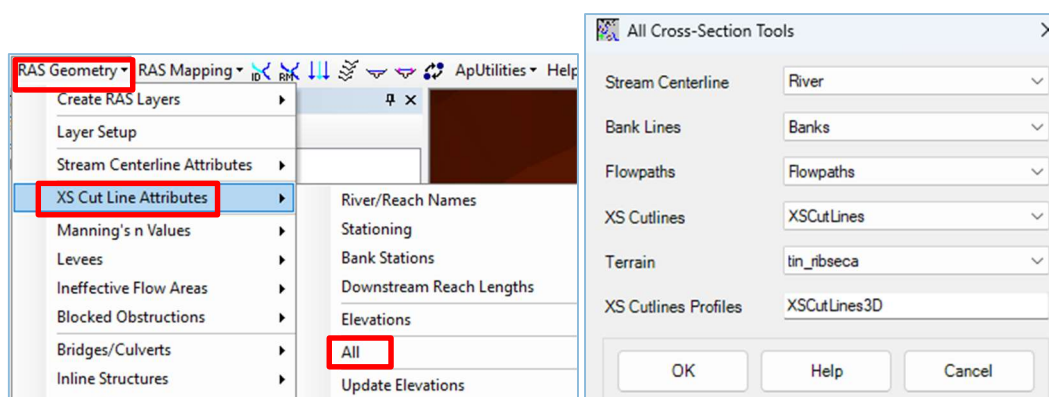 RAS Geometry RAS Mapping ID RM ApUtilities Help
Create RAS Layers
Layer Setup
Stream Centerline Attributes
XS Cut Line Attributes
Manning's n Values
Levees
Ineffective Flow Areas
Blocked Obstructions
Bridges/Culverts
Inline Structures
River/Reach Names
Stationing
Bank Stations
Downstream Reach Lengths
Elevations
All
Update Elevations
All Cross-Section Tools
Stream Centerline River
Bank Lines Banks
Flowpaths Flowpaths
XS Cutlines XSCutLines
Terrain tin_ribseca
XS Cutlines Profiles XSCutLines3D
OK Help Cancel